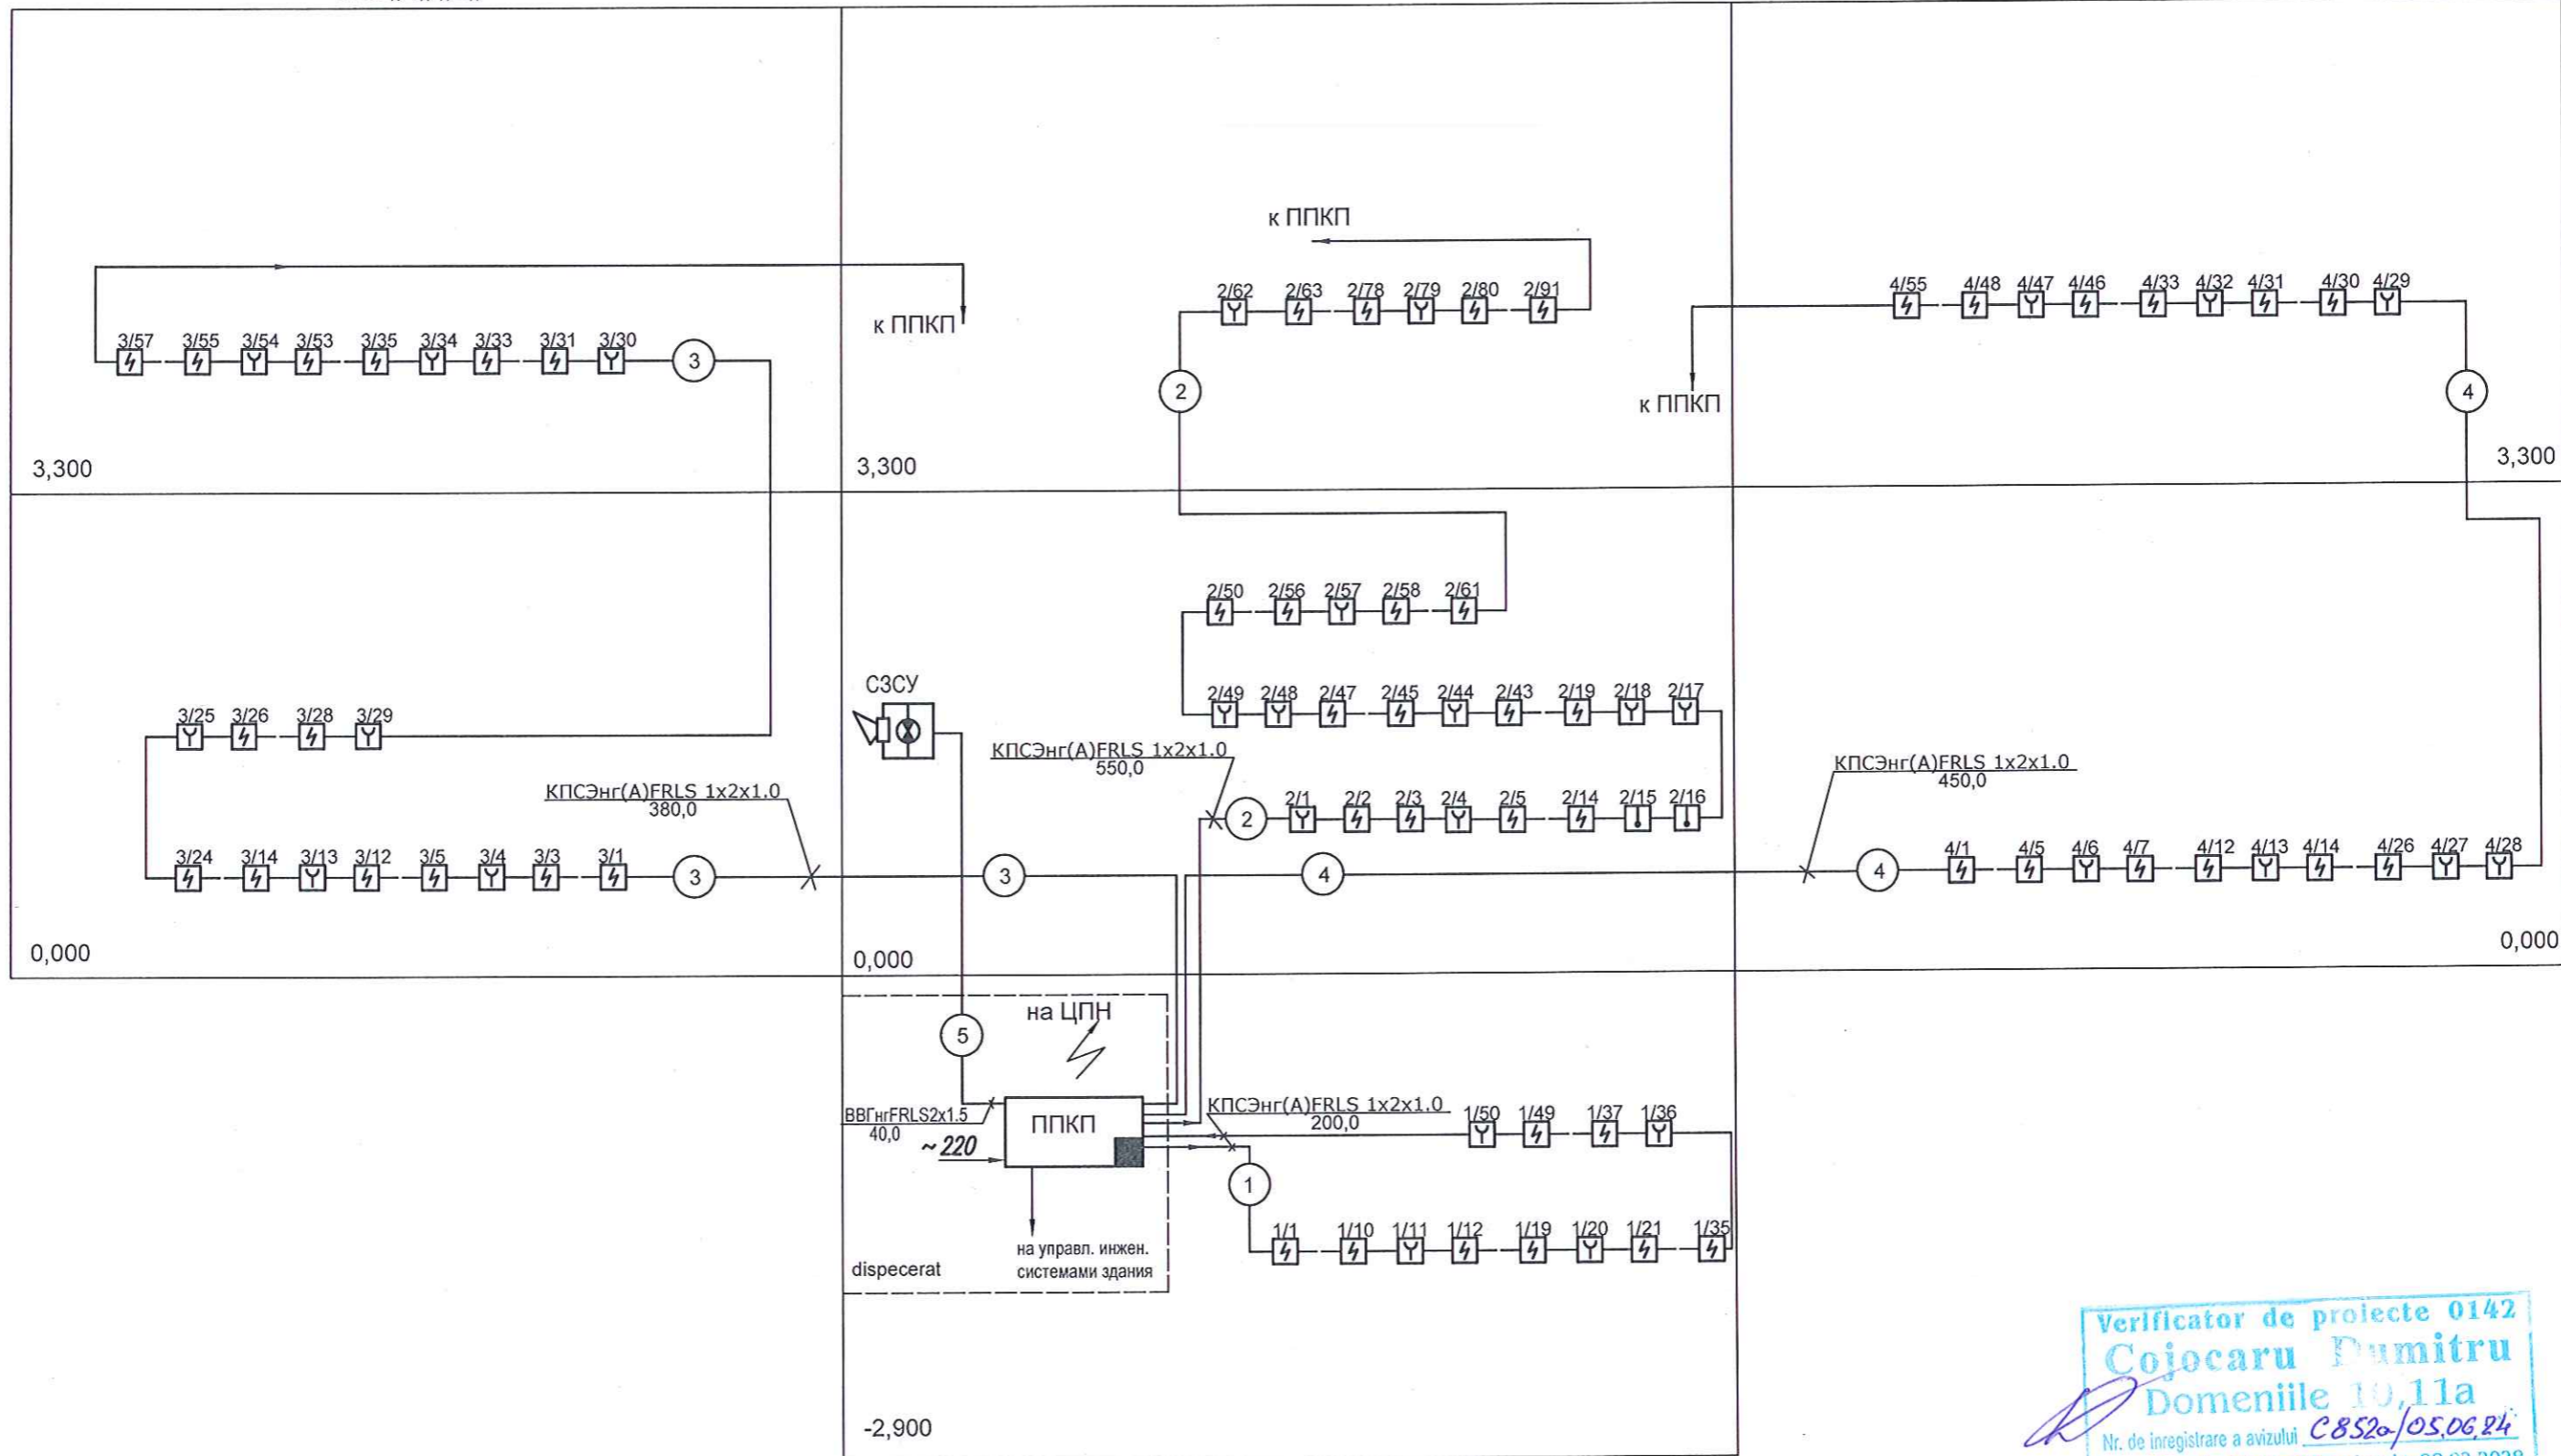 к ППКП
2/62 2/63 2/78 2/79 2/80 2/91
4/55 4/48 4/47 4/46 4/33 4/32 4/31 4/30 4/29
к ППКП
3/57 3/55 3/54 3/53 3/35 3/34 3/33 3/31 3/30
3
2
4
к ППКП
3,300
3,300
3,300
2/50 2/56 2/57 2/58 2/61
СЗСУ
2/49 2/48 2/47 2/45 2/44 2/43 2/19 2/18 2/17
3/25 3/26 3/28 3/29
КПСЭнг(А)FRLS 1х2х1.0
550,0
КПСЭнг(А)FRLS 1х2х1.0
450,0
КПСЭнг(А)FRLS 1х2х1.0
380,0
2
2/1 2/2 2/3 2/4 2/5 2/14 2/15 2/16
3/24 3/14 3/13 3/12 3/5 3/4 3/3 3/1
3
3
4
4
4/1 4/5 4/6 4/7 4/12 4/13 4/14 4/26 4/27 4/28
0,000
0,000
0,000
на ЦПН
5
ВВГнгFRLS2х1.5
40,0
~220
ППКП
КПСЭнг(А)FRLS 1х2х1.0
200,0
1/50 1/49 1/37 1/36
1
1/1 1/10 1/11 1/12 1/19 1/20 1/21 1/35
на управл. инжен.
системами здания
dispecerat
-2,900
Verificator de proiecte 0142
Cojocaru Dumitru
Domeniile 10,11a
Nr. de inregistrare a avizului C852a/05.06.24